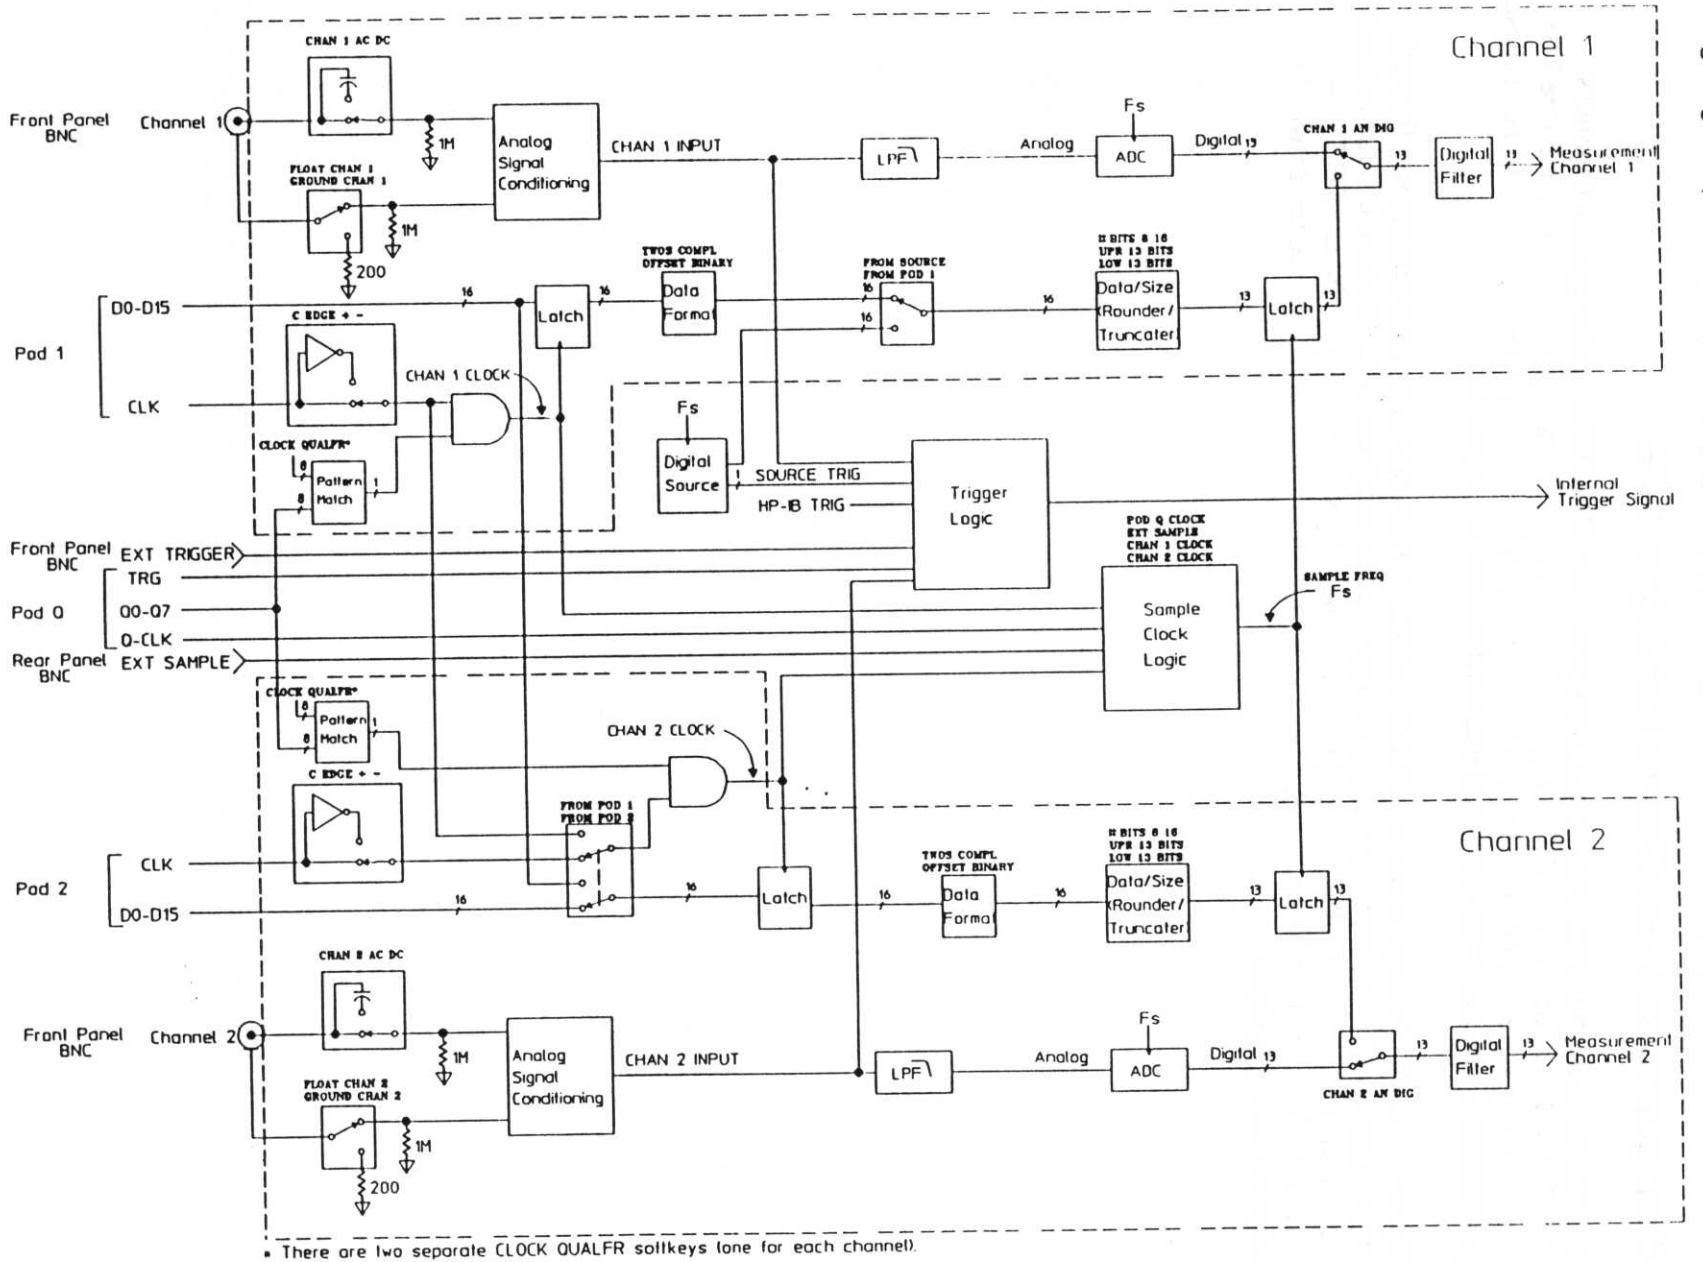 Channel 1
CHAN 1 AC DC
Front Panel
BNC
Channel 1
1M
Analog
Signal
Conditioning
CHAN 1 INPUT
LPF
Analog
Fs
ADC
Digital
13
CHAN 1 AN DIG
13
Digital
Filter
13
Measurement
Channel 1
FLOAT CHAN 1
GROUND CHAN 1
1M
200
Pod 1
D0-D15
16
Latch
16
TWOS COMPL
OFFSET BINARY
Data
Format
FROM SOURCE
FROM POD 1
16
16
16
# BITS 8 16
UPR 13 BITS
LOW 13 BITS
Data/Size
(Rounder/
Truncater)
13
Latch
13
C EDGE + -
CLK
CHAN 1 CLOCK
CLOCK QUALFR*
8
8
Pattern
Match
1
Fs
Digital
Source
1
SOURCE TRIG
HP-IB TRIG
Trigger
Logic
Internal
Trigger Signal
Front Panel
BNC
EXT TRIGGER
Pod Q
TRG
Q0-Q7
Q-CLK
Rear Panel
BNC
EXT SAMPLE
POD Q CLOCK
EXT SAMPLE
CHAN 1 CLOCK
CHAN 2 CLOCK
Sample
Clock
Logic
SAMPLE FREQ
Fs
CLOCK QUALFR*
8
8
Pattern
Match
1
CHAN 2 CLOCK
C EDGE + -
FROM POD 1
FROM POD 2
Pod 2
CLK
D0-D15
16
16
Latch
16
TWOS COMPL
OFFSET BINARY
Data
Format
16
# BITS 8 16
UPR 13 BITS
LOW 13 BITS
Data/Size
(Rounder/
Truncater)
13
Latch
13
Channel 2
CHAN 2 AC DC
Front Panel
BNC
Channel 2
1M
Analog
Signal
Conditioning
CHAN 2 INPUT
LPF
Analog
Fs
ADC
Digital
13
CHAN 2 AN DIG
13
Digital
Filter
13
Measurement
Channel 2
FLOAT CHAN 2
GROUND CHAN 2
1M
200
* There are two separate CLOCK QUALFR softkeys (one for each channel).